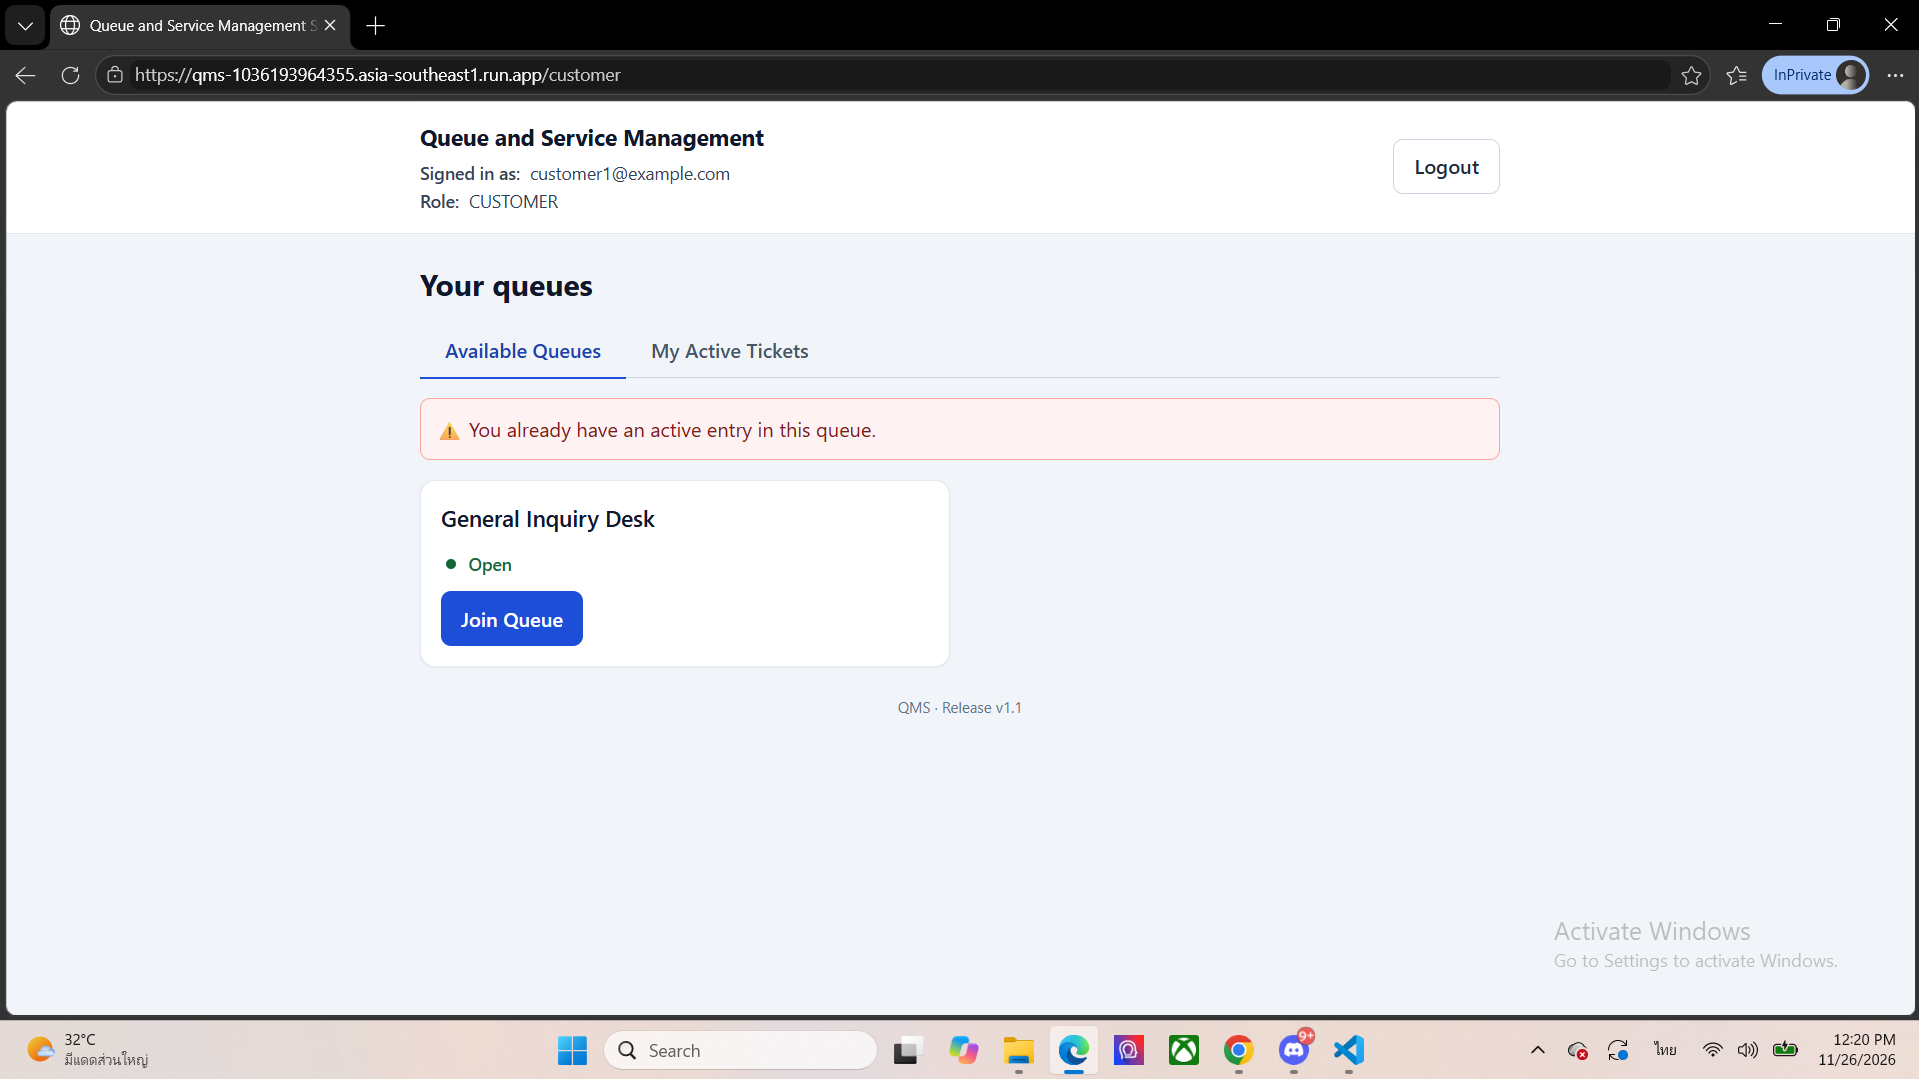 Queue and Service Management S
https://qms-1036193964355.asia-southeast1.run.app/customer
InPrivate
Queue and Service Management
Signed in as: customer1@example.com
Role: CUSTOMER
Logout
Your queues
Available Queues
My Active Tickets
You already have an active entry in this queue.
General Inquiry Desk
Open
Join Queue
QMS · Release v1.1
Activate Windows
Go to Settings to activate Windows.
32°C
มีแดดส่วนใหญ่
Search
9+
ไทย
12:20 PM
11/26/2026